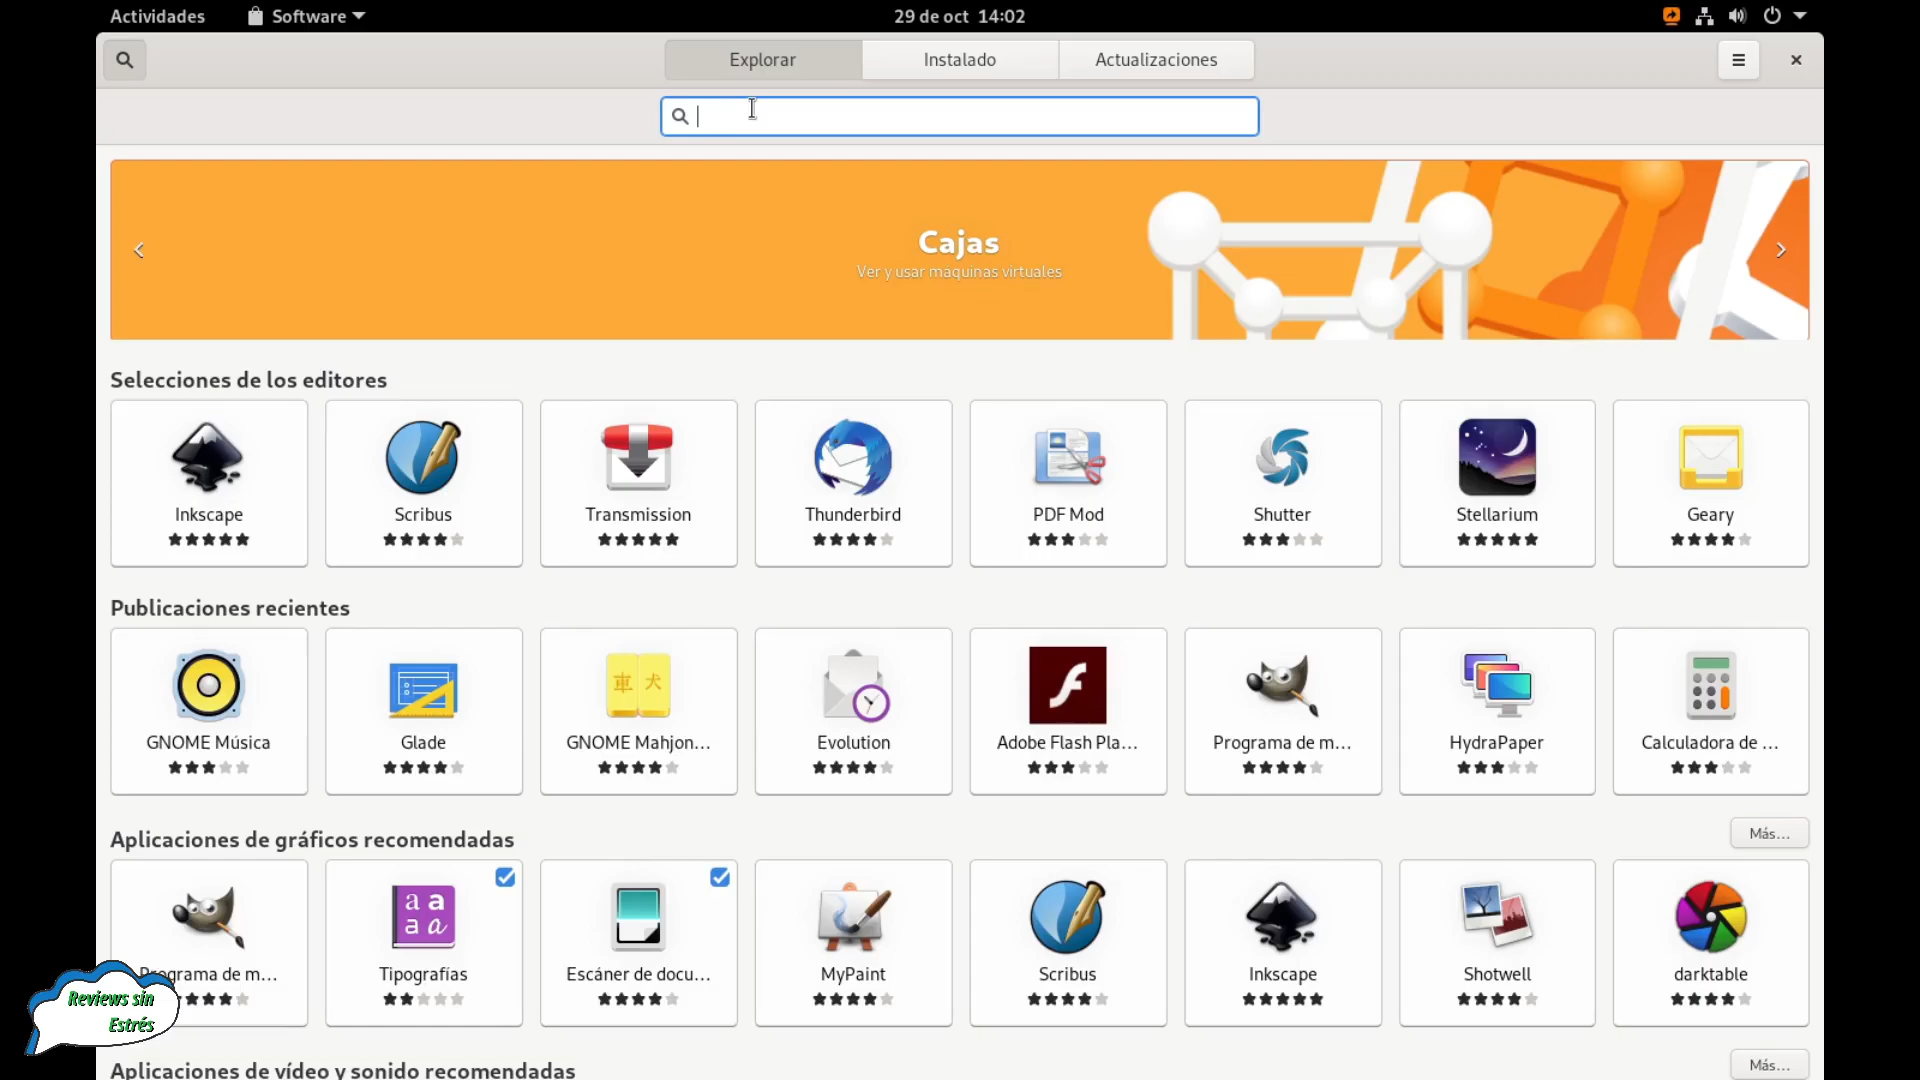 Actividades
Software
29 de oct 14:02
Explorar
Instalado
Actualizaciones
Cajas
Ver y usar maquinas virtuales
Selecciones de los editores
Inkscape
Scribus
Transmission
Thunderbird
PDF Mod
Shutter
Stellarium
Geary
Publicaciones recientes
GNOME Música
Glade
車 犬
GNOME Mahjon...
Evolution
Adobe Flash Pla...
Programa de m...
HydraPaper
Calculadora de ...
Aplicaciones de gráficos recomendadas
Más...
a a
a a
Programa de m...
Tipografías
Escáner de docu...
MyPaint
Scribus
Inkscape
Shotwell
darktable
Reviews sin
Estrés
Aplicaciones de vídeo y sonido recomendadas
Más...